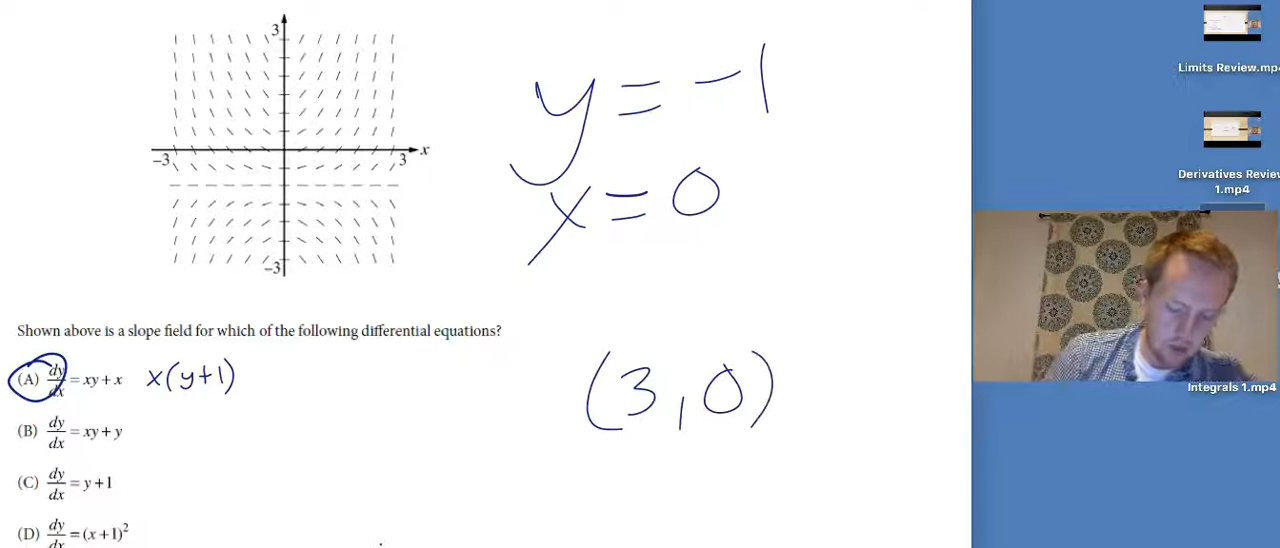 3
x
-3
3
-3
y = -1
x = 0
Shown above is a slope field for which of the following differential equations?
(A) dy/dx = xy + x x(y+1)
(3, 0)
(B) dy/dx = xy + y
(C) dy/dx = y + 1
(D) dy/dx = (x + 1)²
Limits Review.mp4
Derivatives Review
1.mp4
Integrals 1.mp4